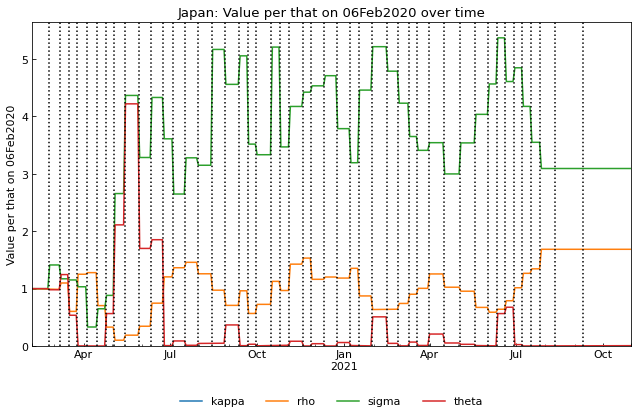 Japan: Value per that on 06Feb2020 over time
Value per that on 06Feb2020
5
4
3
2
1
0
Apr Jul Oct Jan Apr Jul Oct
2021
kappa rho sigma theta